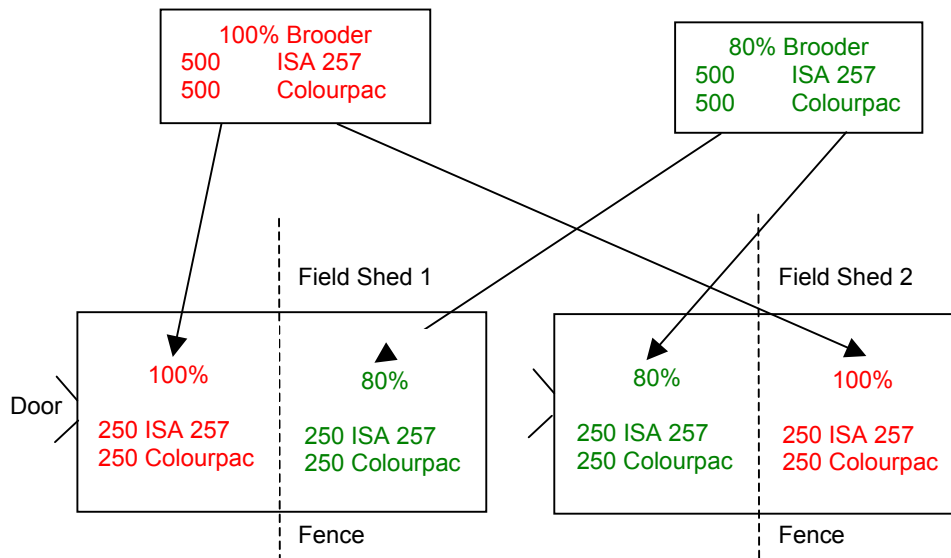 100% Brooder
500 ISA 257
500 Colourpac
80% Brooder
500 ISA 257
500 Colourpac
Field Shed 1
Field Shed 2
Door
100%
250 ISA 257
250 Colourpac
80%
250 ISA 257
250 Colourpac
80%
250 ISA 257
250 Colourpac
100%
250 ISA 257
250 Colourpac
Fence
Fence